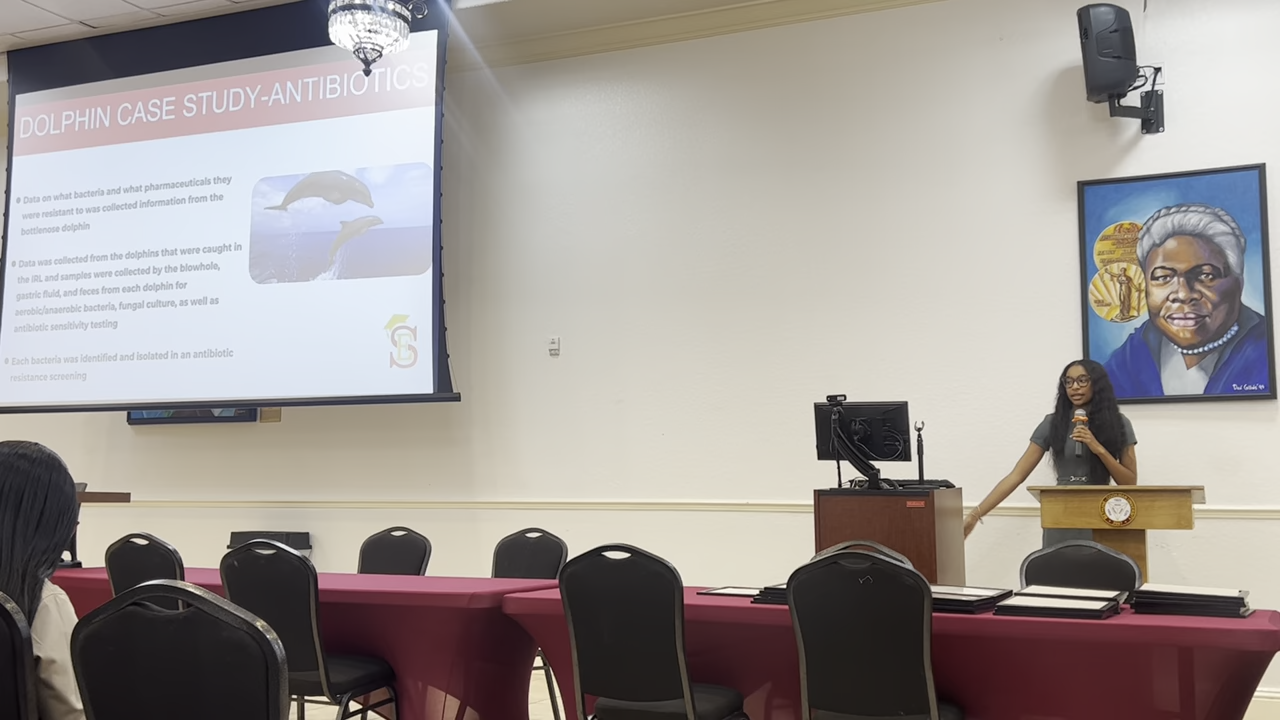 DOLPHIN CASE STUDY-ANTIBIOTICS
Data on what bacteria and what pharmaceuticals they
were resistant to was collected information from the
bottlenose dolphin
Data was collected from the dolphins that were caught in
the IRL and samples were collected by the blowhole,
gastric fluid, and feces from each dolphin for
aerobic/anaerobic bacteria, fungal culture, as well as
antibiotic sensitivity testing
Each bacteria was identified and isolated in an antibiotic
resistance screening